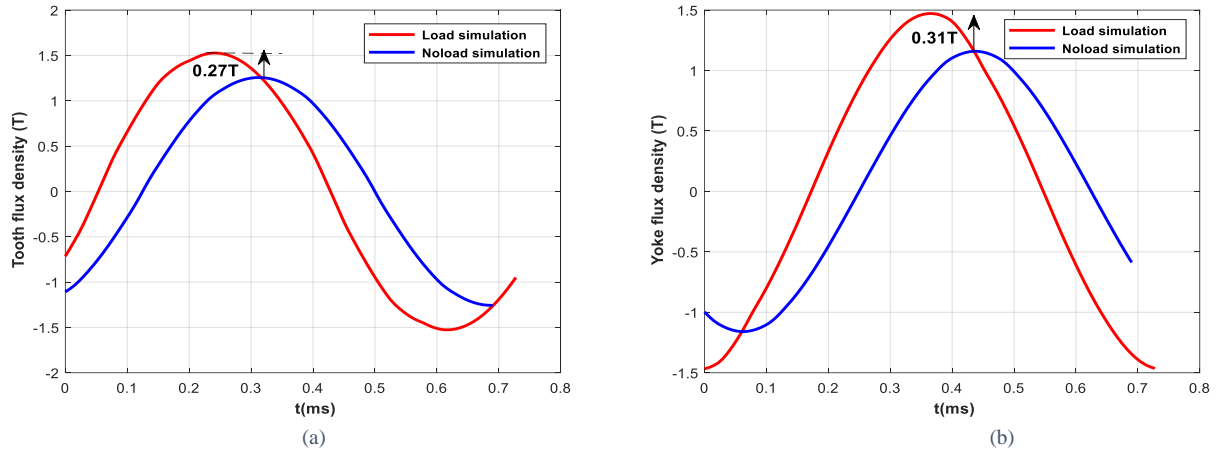 Load simulation
Noload simulation
0.27T
2
1.5
1
0.5
0
-0.5
-1
-1.5
-2
Tooth flux density (T)
0
0.1
0.2
0.3
0.4
0.5
0.6
0.7
0.8
t(ms)
(a)
Load simulation
Noload simulation
0.31T
1.5
1
0.5
0
-0.5
-1
-1.5
Yoke flux density (T)
0
0.1
0.2
0.3
0.4
0.5
0.6
0.7
0.8
t(ms)
(b)